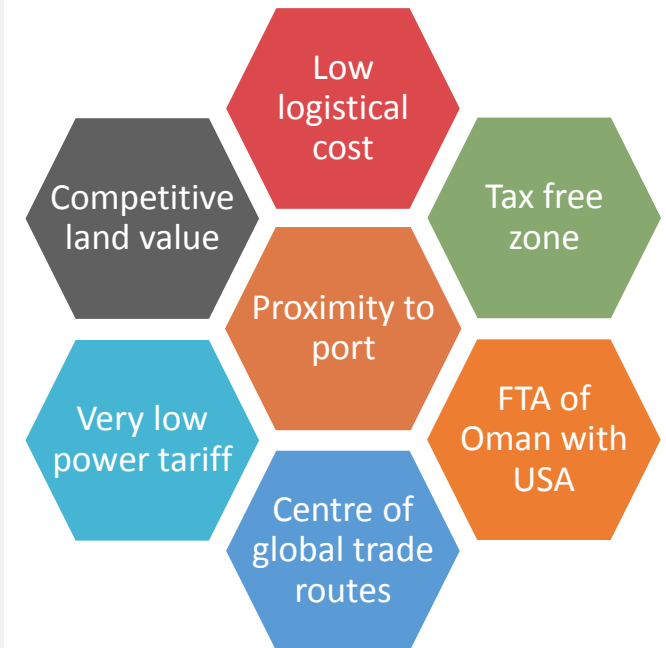 Low
logistical
cost
Competitive
land value
Tax free
zone
Proximity to
port
Very low
power tariff
FTA of
Oman with
USA
Centre of
global trade
routes